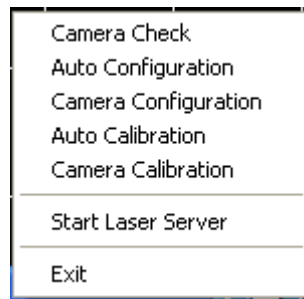 Camera Check
Auto Configuration
Camera Configuration
Auto Calibration
Camera Calibration
Start Laser Server
Exit